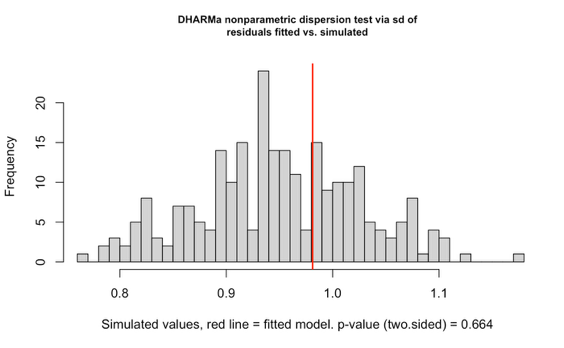 DHARMa nonparametric dispersion test via sd of
residuals fitted vs. simulated
Frequency
20
15
10
5
0
0.8 0.9 1.0 1.1
Simulated values, red line = fitted model. p-value (two.sided) = 0.664